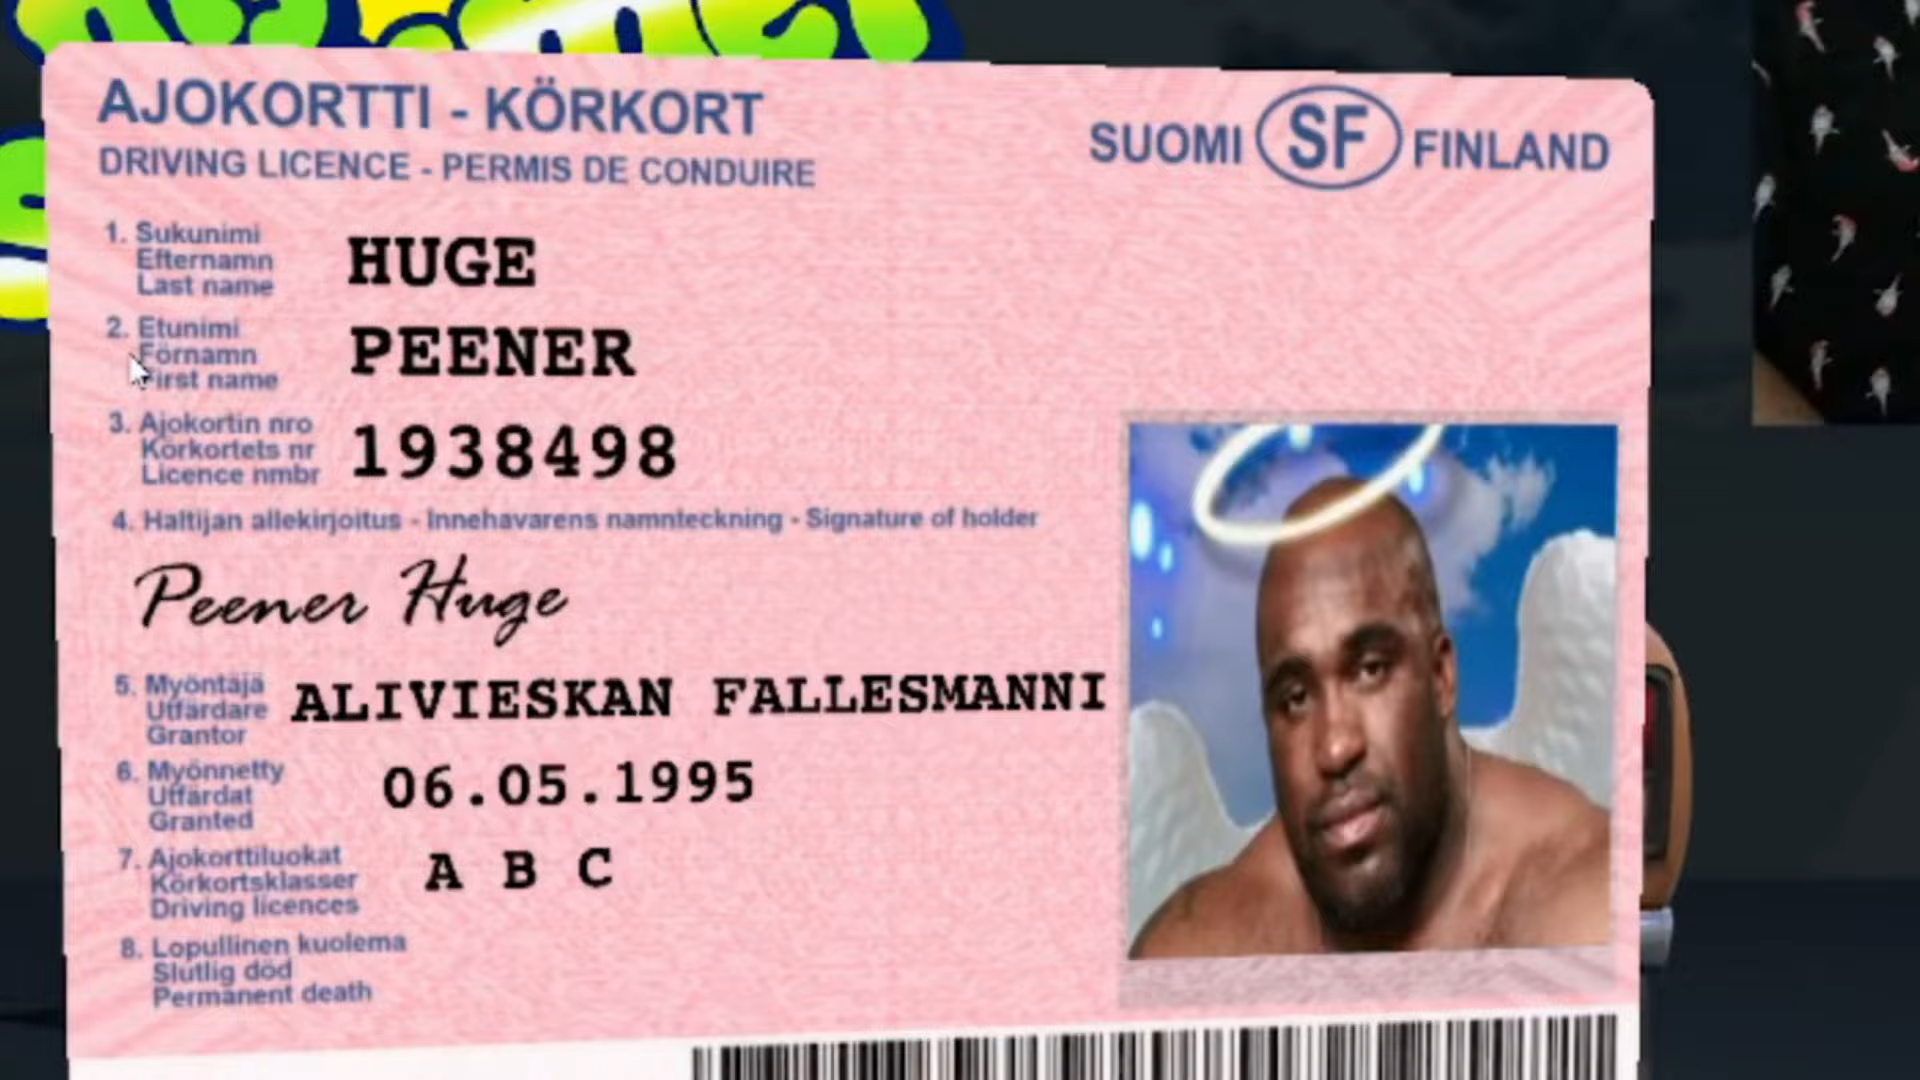 AJOKORTTI - KÖRKORT
DRIVING LICENCE - PERMIS DE CONDUIRE
SUOMI SF FINLAND
1. Sukunimi
Efternamn
Last name
HUGE
2. Etunimi
Förnamn
First name
PEENER
3. Ajokortin nro
Körkortets nr
Licence nmbr
1938498
4. Haltijan allekirjoitus - Innehavarens namnteckning - Signature of holder
Peener Huge
5. Myöntäjä
Utfärdare
Grantor
ALIVIESKAN FALLESMANNI
6. Myönnetty
Utfärdat
Granted
06.05.1995
7. Ajokorttiluokat
Körkortsklasser
Driving licences
A B C
8. Lopullinen kuolema
Slutlig död
Permanent death